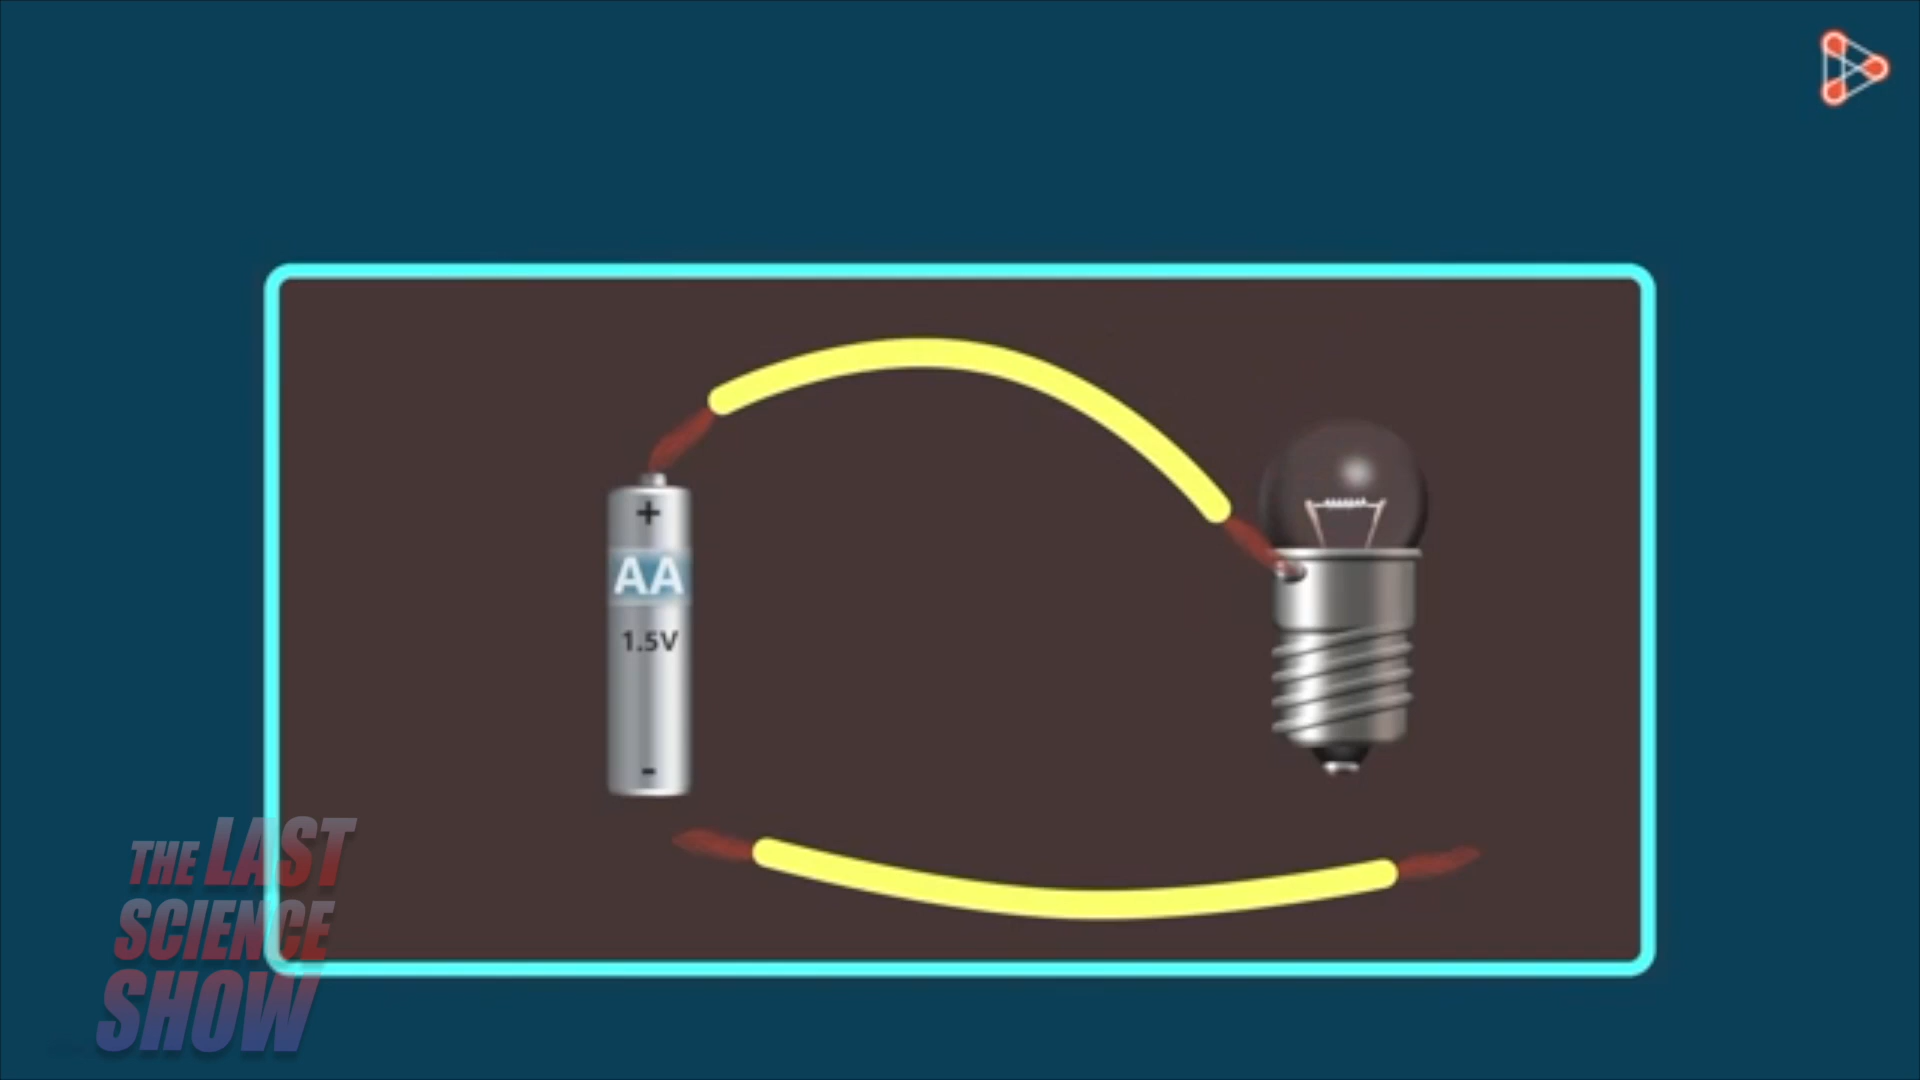 +
AA
1.5V
-
THE LAST
SCIENCE
SHOW